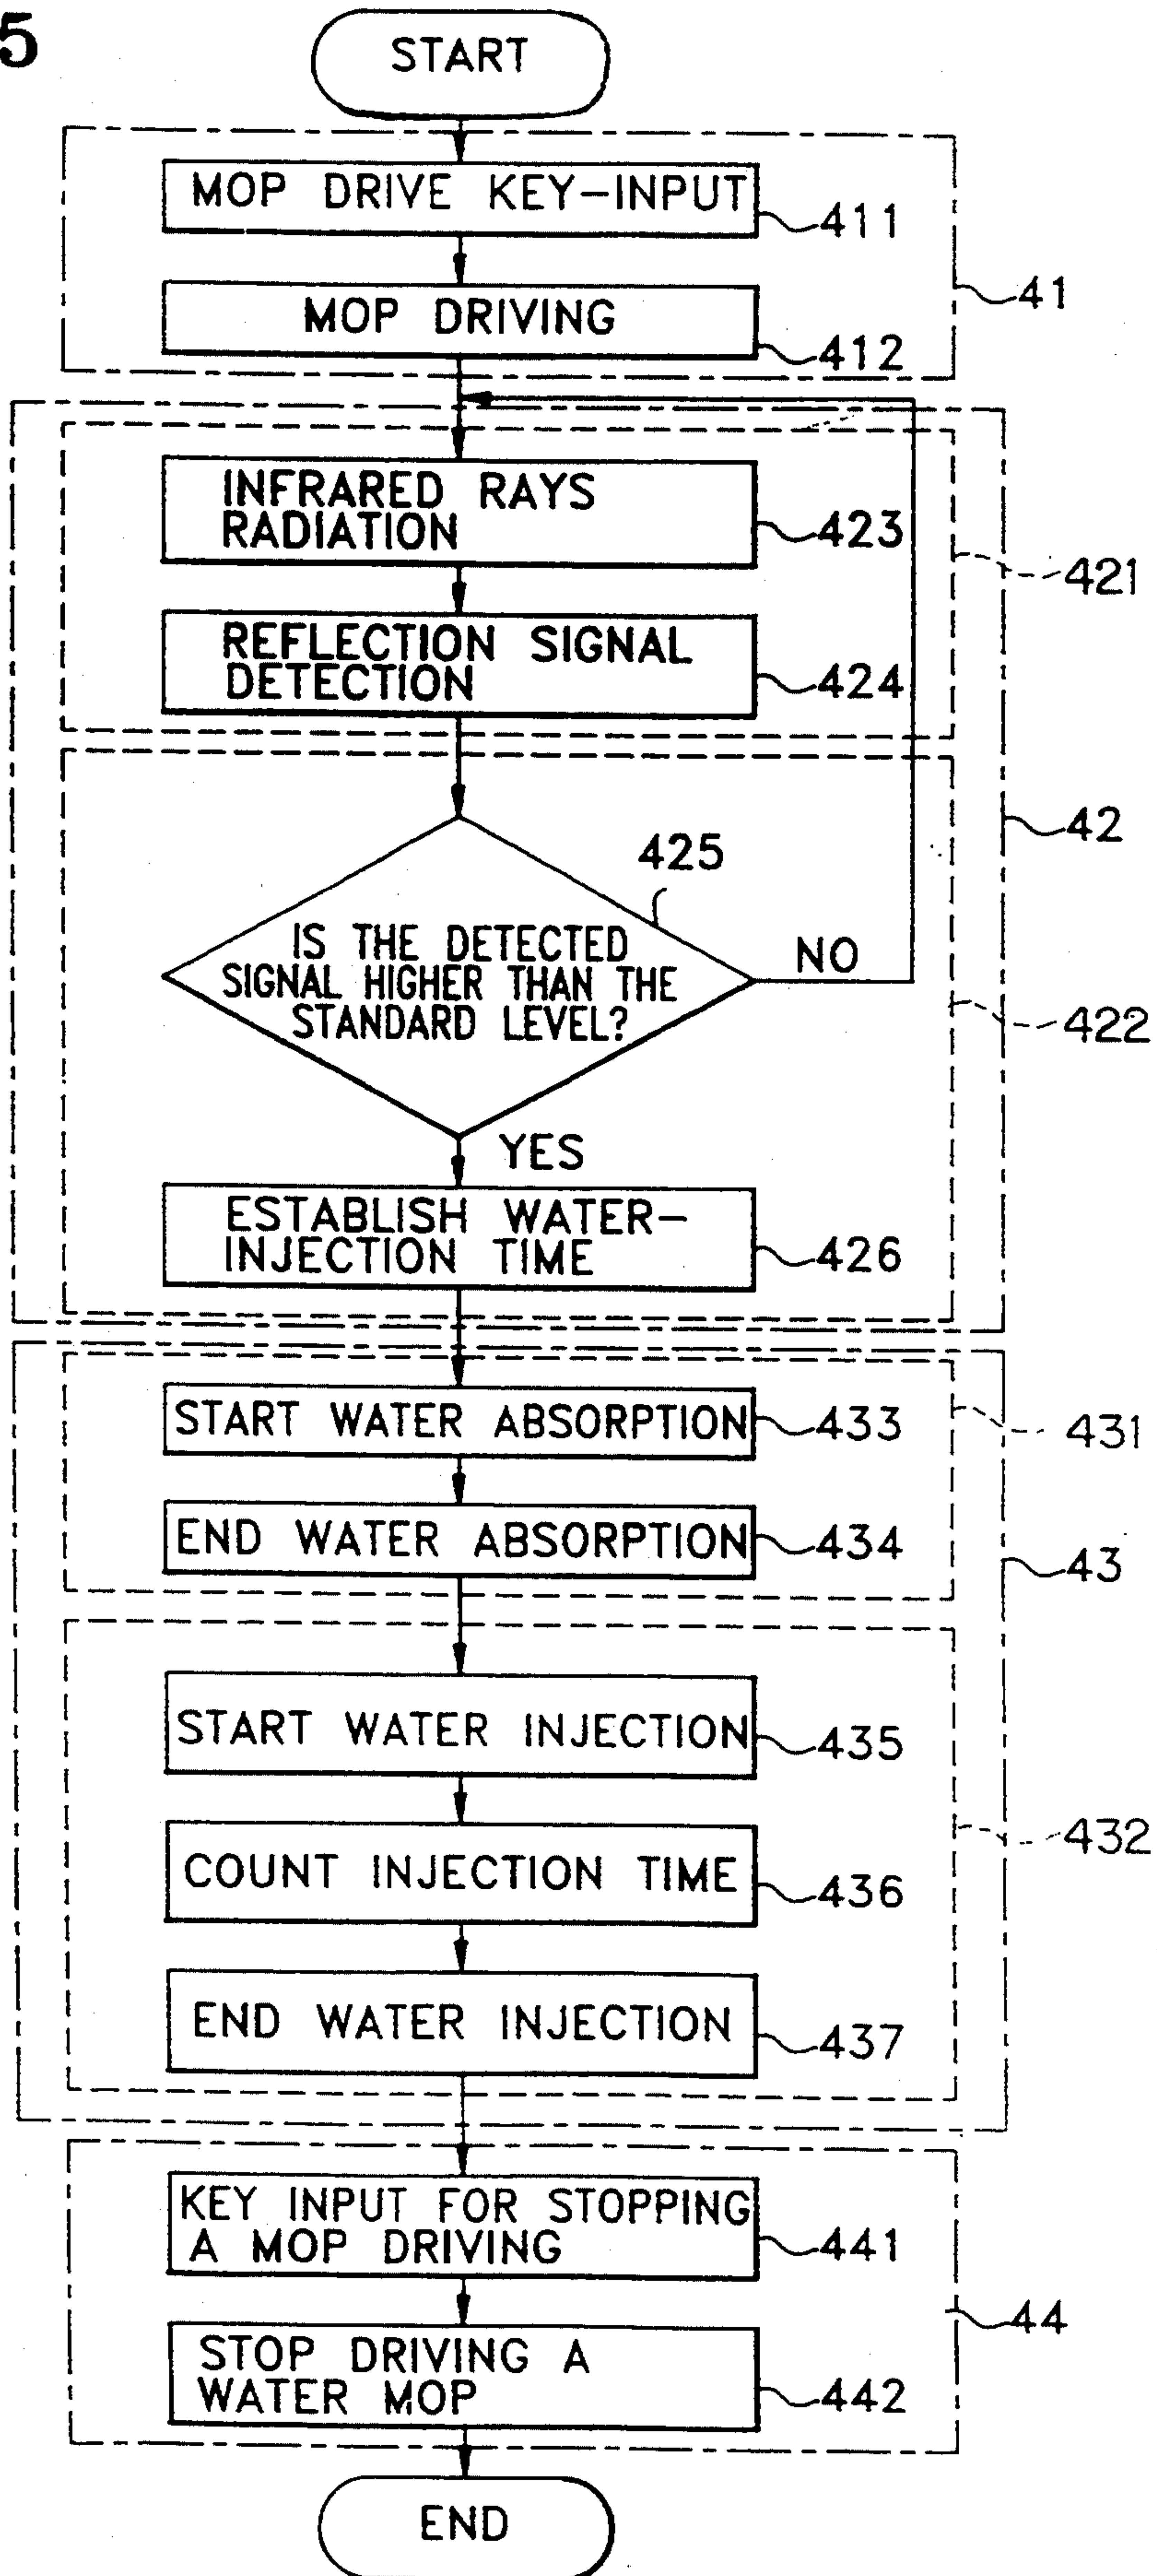 5
START
MOP DRIVE KEY-INPUT
411
41
MOP DRIVING
412
INFRARED RAYS
RADIATION
423
421
REFLECTION SIGNAL
DETECTION
424
42
425
IS THE DETECTED
SIGNAL HIGHER THAN THE
STANDARD LEVEL?
NO
422
YES
ESTABLISH WATER-
INJECTION TIME
426
START WATER ABSORPTION
433
431
END WATER ABSORPTION
434
43
START WATER INJECTION
435
432
COUNT INJECTION TIME
436
END WATER INJECTION
437
KEY INPUT FOR STOPPING
A MOP DRIVING
441
44
STOP DRIVING A
WATER MOP
442
END